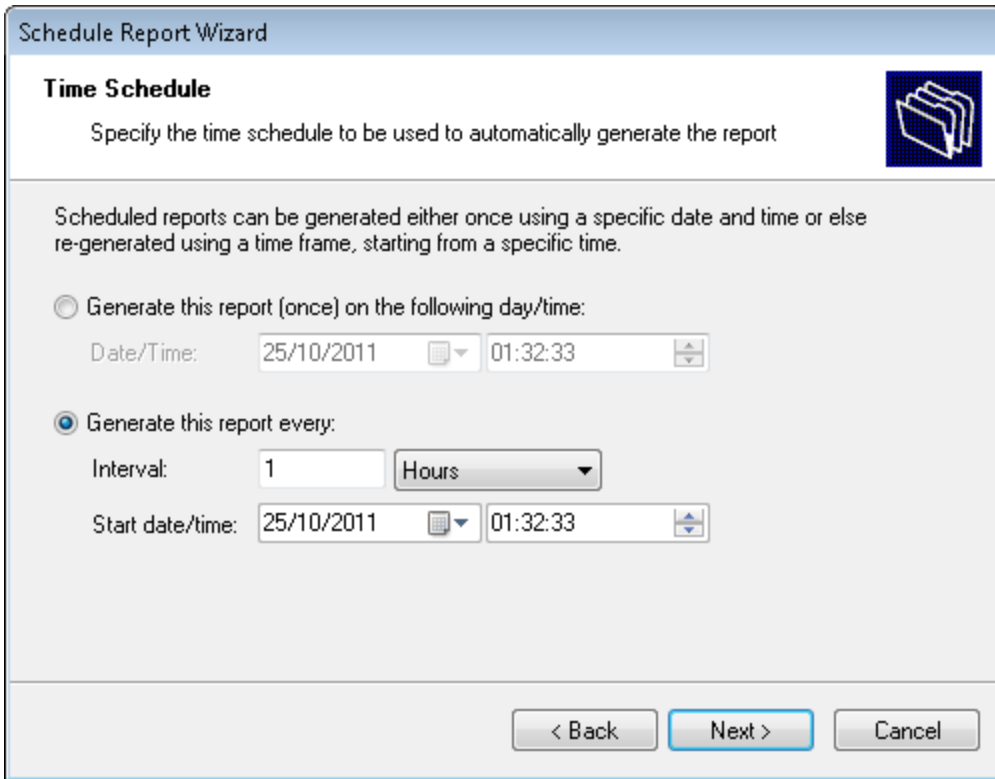 Schedule Report Wizard
Time Schedule
Specify the time schedule to be used to automatically generate the report
Scheduled reports can be generated either once using a specific date and time or else
re-generated using a time frame, starting from a specific time.
Generate this report (once) on the following day/time:
Date/Time: 25/10/2011 01:32:33
Generate this report every:
Interval: 1 Hours
Start date/time: 25/10/2011 01:32:33
< Back Next > Cancel